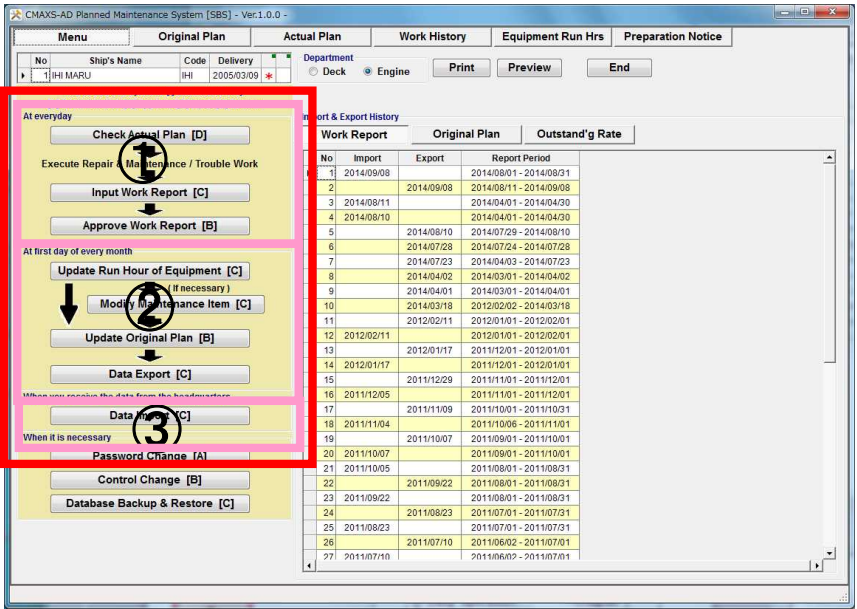 CMAXS-AD Planned Maintenance System [SBS] - Ver.1.0.0 -
Menu Original Plan Actual Plan Work History Equipment Run Hrs Preparation Notice
No Ship's Name Code Delivery
1 IHI MARU IHI 2005/03/09 *
Department
Deck Engine Print Preview End
At everyday
Check Actual Plan [D]
①
Execute Repair & Maintenance / Trouble Work
Input Work Report [C]
Approve Work Report [B]
At first day of every month
Update Run Hour of Equipment [C]
( If necessary )
Modify Maintenance Item [C]
②
Update Original Plan [B]
Data Export [C]
When you receive the data from the headquarters
Data Import [C]
③
When it is necessary
Password Change [A]
Control Change [B]
Database Backup & Restore [C]
Import & Export History
Work Report Original Plan Outstand'g Rate
No Import Export Report Period
1 2014/09/08 2014/08/01 - 2014/08/31
2 2014/09/08 2014/08/11 - 2014/09/08
3 2014/08/11 2014/04/01 - 2014/04/30
4 2014/08/10 2014/04/01 - 2014/04/30
5 2014/08/10 2014/07/29 - 2014/08/10
6 2014/07/28 2014/07/24 - 2014/07/28
7 2014/07/23 2014/04/03 - 2014/07/23
8 2014/04/02 2014/03/01 - 2014/04/02
9 2014/04/01 2014/03/01 - 2014/04/01
10 2014/03/18 2012/02/02 - 2014/03/18
11 2012/02/11 2012/01/01 - 2012/02/01
12 2012/02/11 2012/01/01 - 2012/02/01
13 2012/01/17 2011/12/01 - 2012/01/01
14 2012/01/17 2011/12/01 - 2012/01/01
15 2011/12/29 2011/11/01 - 2011/12/01
16 2011/12/05 2011/11/01 - 2011/12/01
17 2011/11/09 2011/10/01 - 2011/10/31
18 2011/11/04 2011/10/06 - 2011/11/01
19 2011/10/07 2011/09/01 - 2011/10/01
20 2011/10/07 2011/09/01 - 2011/10/01
21 2011/10/05 2011/08/01 - 2011/08/31
22 2011/09/22 2011/08/01 - 2011/08/31
23 2011/09/22 2011/08/01 - 2011/08/31
24 2011/08/23 2011/07/01 - 2011/07/31
25 2011/08/23 2011/07/01 - 2011/07/31
26 2011/07/10 2011/06/02 - 2011/07/01
27 2011/07/10 2011/06/02 - 2011/07/01